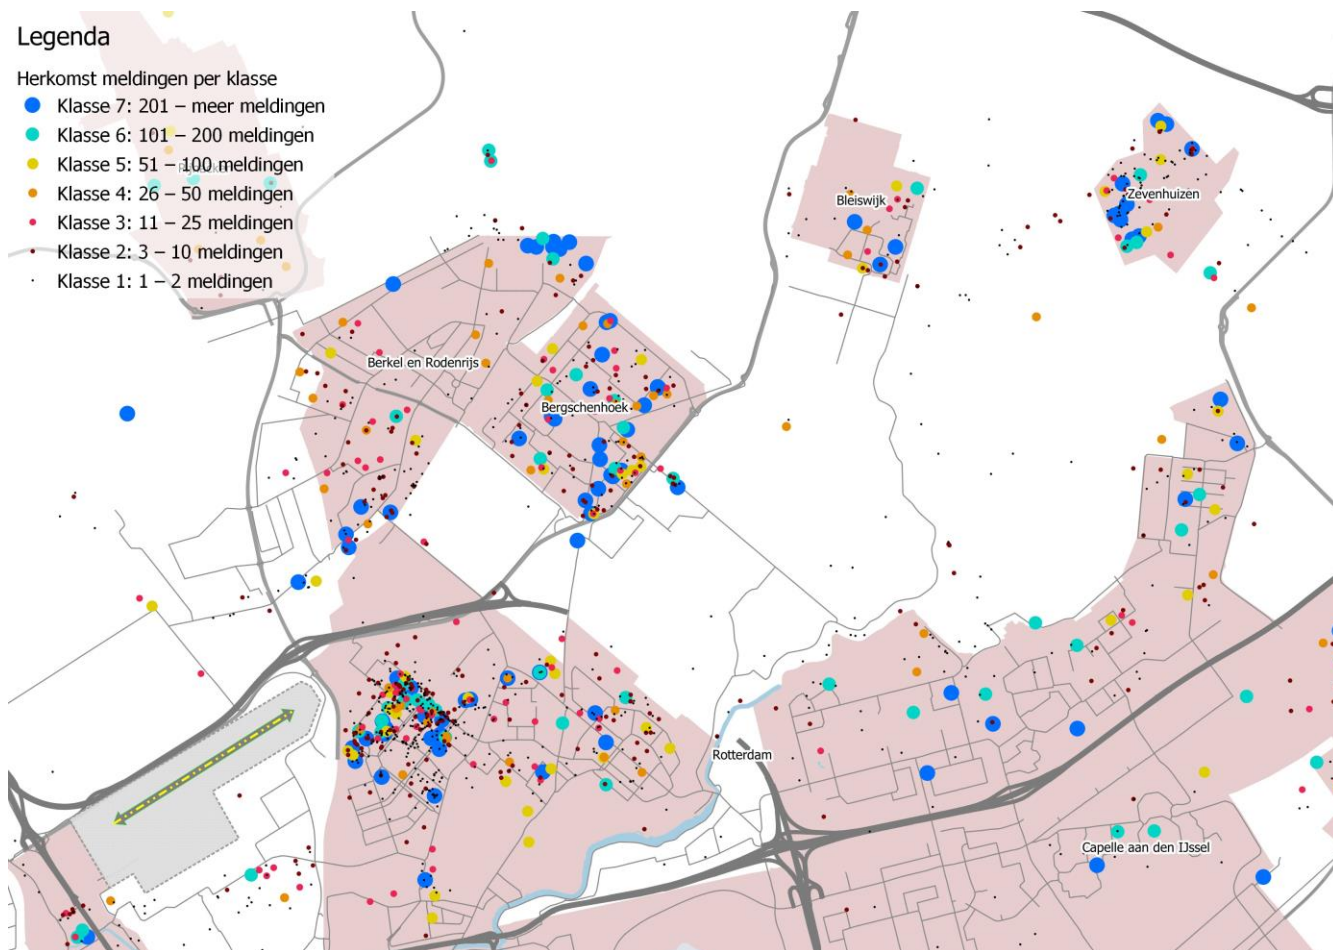 Legenda
Herkomst meldingen per klasse
Klasse 7: 201 – meer meldingen
Klasse 6: 101 – 200 meldingen
Klasse 5: 51 – 100 meldingen
Klasse 4: 26 – 50 meldingen
Klasse 3: 11 – 25 meldingen
Klasse 2: 3 – 10 meldingen
Klasse 1: 1 – 2 meldingen
Bleiswijk
Zevenhuizen
Berkel en Rodenrijs
Bergschenhoek
Rotterdam
Capelle aan den IJssel